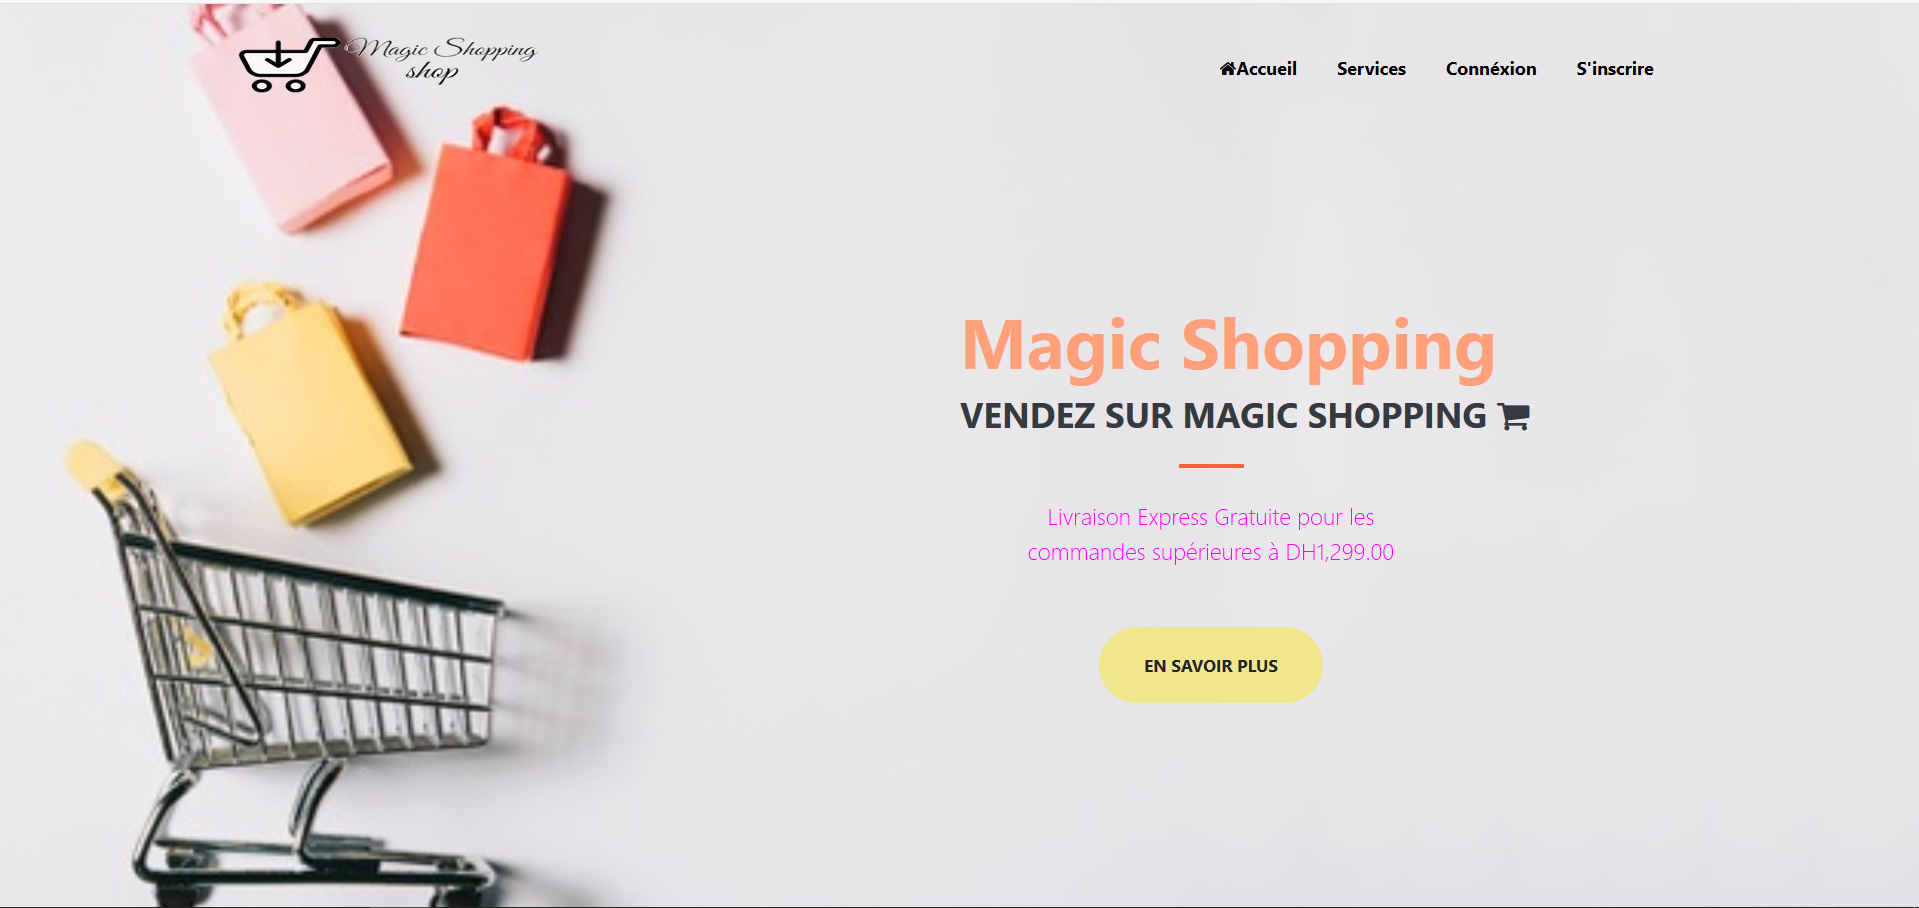 Magic Shopping
shop
Accueil Services Connéxion S'inscrire
Magic Shopping
VENDEZ SUR MAGIC SHOPPING
Livraison Express Gratuite pour les
commandes supérieures à DH1,299.00
EN SAVOIR PLUS